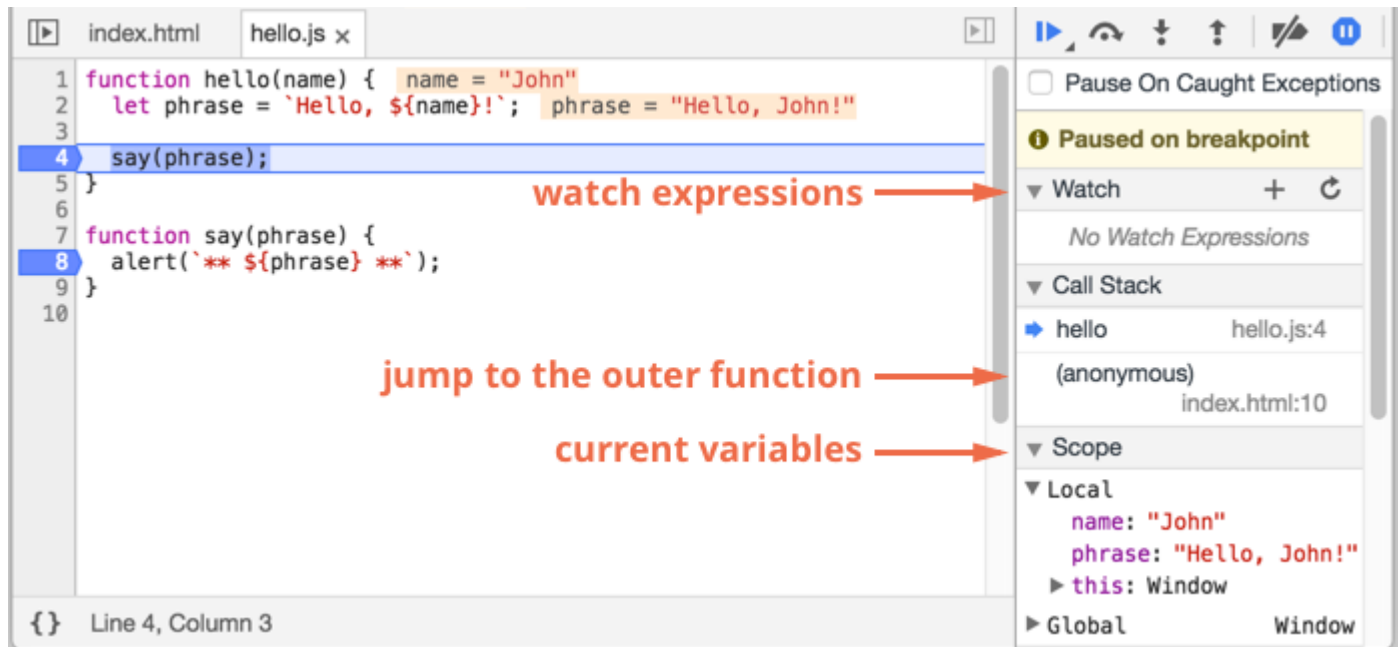 index.html hello.js ×
1 function hello(name) { name = "John"
2 let phrase = `Hello, ${name}!`; phrase = "Hello, John!"
3
4 say(phrase);
5 }
6
7 function say(phrase) {
8 alert(`** ${phrase} **`);
9 }
10
{} Line 4, Column 3
watch expressions
jump to the outer function
current variables
Pause On Caught Exceptions
Paused on breakpoint
Watch
No Watch Expressions
Call Stack
hello hello.js:4
(anonymous)
index.html:10
Scope
Local
name: "John"
phrase: "Hello, John!"
this: Window
Global Window